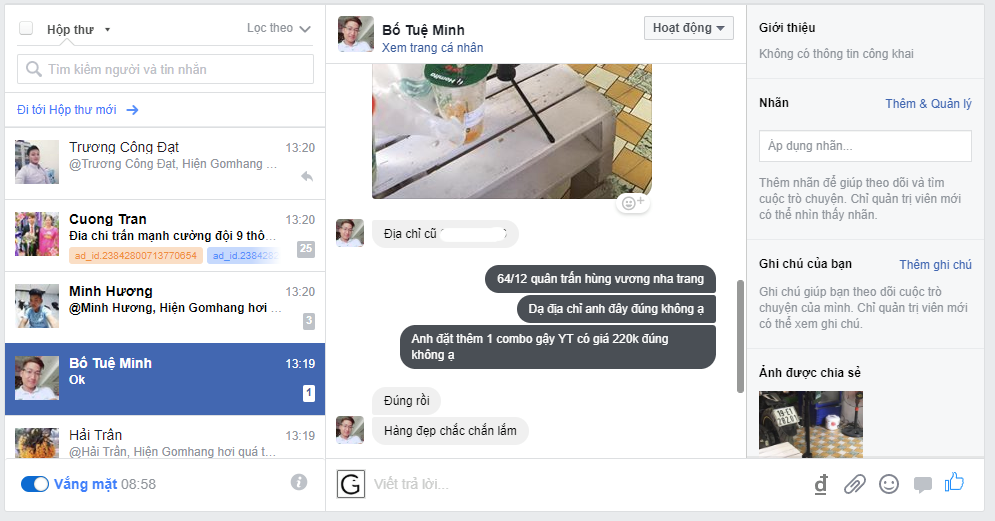 Hộp thư
Lọc theo
Tìm kiếm người và tin nhắn
Đi tới Hộp thư mới
Trương Công Đạt
13:20
@Trương Công Đạt, Hiện Gomhang ...
Cuong Tran
13:20
Đia chi trần mạnh cường đội 9 thô...
25
ad_id.23842800713770654
ad_id.238428
Minh Hương
13:20
@Minh Hương, Hiện Gomhang hơi ...
3
Bố Tuệ Minh
13:19
Ok
1
Hải Trần
13:19
@Hải Trần, Hiện Gomhang hơi quá t...
Vắng mặt 08:58
Bố Tuệ Minh
Xem trang cá nhân
Hoạt động
Địa chỉ cũ
64/12 quân trấn hùng vương nha trang
Dạ địa chỉ anh đây đúng không ạ
Anh đặt thêm 1 combo gậy YT có giá 220k đúng
không ạ
Đúng rồi
Hàng đẹp chắc chắn lắm
G
Viết trả lời...
đ
Giới thiệu
Không có thông tin công khai
Nhãn
Thêm & Quản lý
Áp dụng nhãn...
Thêm nhãn để giúp theo dõi và tìm
cuộc trò chuyện. Chỉ quản trị viên mới
có thể nhìn thấy nhãn.
Ghi chú của bạn
Thêm ghi chú
Ghi chú giúp bạn theo dõi cuộc trò
chuyện của mình. Chỉ quản trị viên mới
có thể xem ghi chú.
Ảnh được chia sẻ